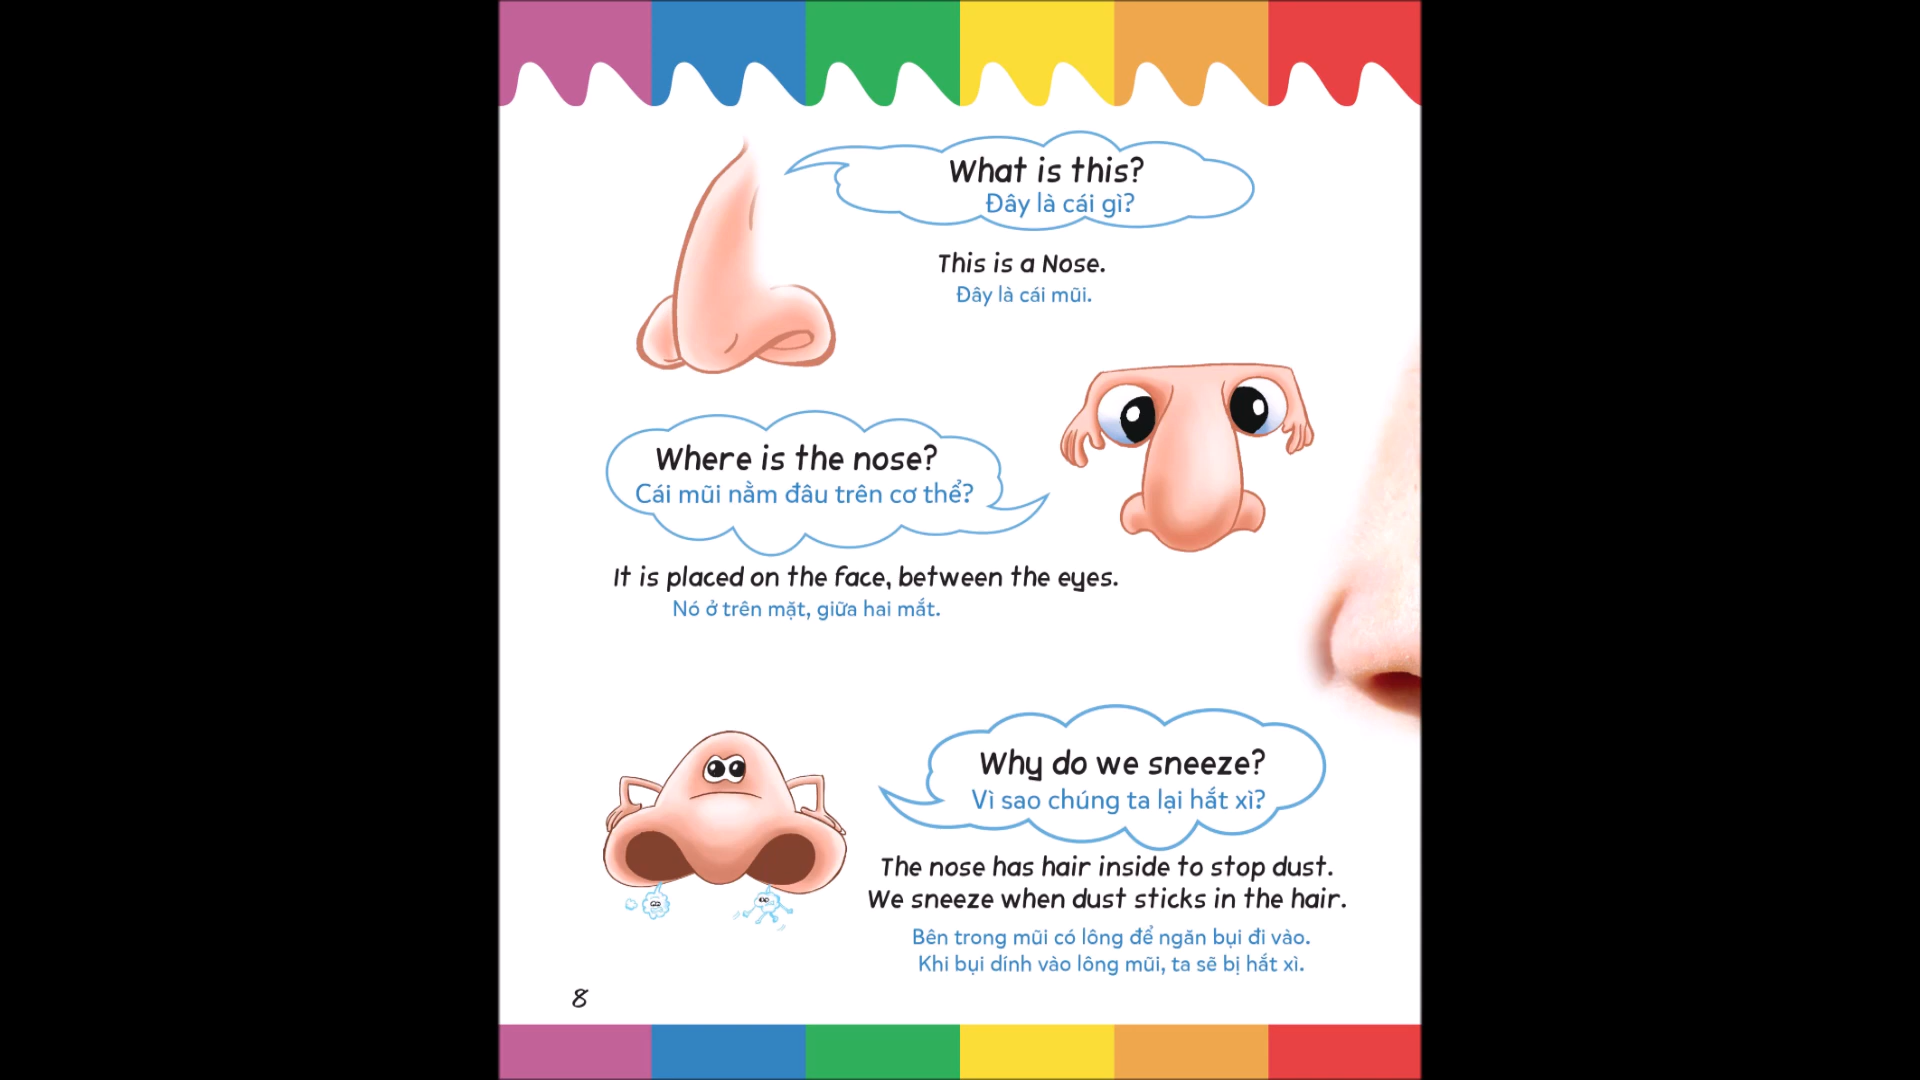 What is this?
Đây là cái gì?
This is a Nose.
Đây là cái mũi.
Where is the nose?
Cái mũi nằm đâu trên cơ thể?
It is placed on the face, between the eyes.
Nó ở trên mặt, giữa hai mắt.
Why do we sneeze?
Vì sao chúng ta lại hắt xì?
The nose has hair inside to stop dust.
We sneeze when dust sticks in the hair.
Bên trong mũi có lông để ngăn bụi đi vào.
Khi bụi dính vào lông mũi, ta sẽ bị hắt xì.
8